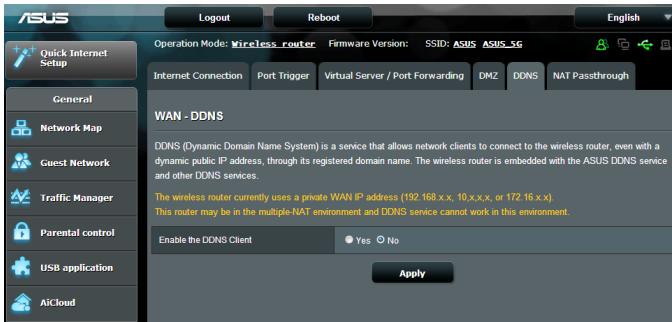 ASUS
Logout
Reboot
English
Quick Internet Setup
Operation Mode: Wireless router Firmware Version: SSID: ASUS ASUS_5G
Internet Connection
Port Trigger
Virtual Server / Port Forwarding
DMZ
DDNS
NAT Passthrough
General
Network Map
Guest Network
Traffic Manager
Parental control
USB application
AiCloud
WAN - DDNS
DDNS (Dynamic Domain Name System) is a service that allows network clients to connect to the wireless router, even with a
dynamic public IP address, through its registered domain name. The wireless router is embedded with the ASUS DDNS service
and other DDNS services.
The wireless router currently uses a private WAN IP address (192.168.x.x, 10,x,x,x, or 172.16.x.x).
This router may be in the multiple-NAT environment and DDNS service cannot work in this environment.
Enable the DDNS Client
Yes No
Apply